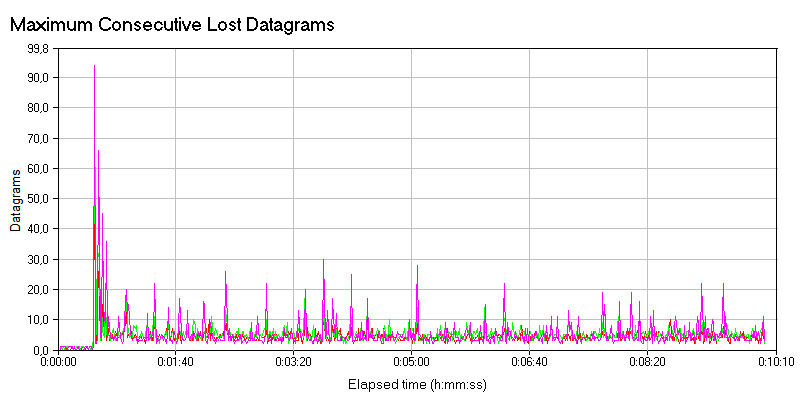 Maximum Consecutive Lost Datagrams
99,8
90,0
80,0
70,0
60,0
50,0
40,0
30,0
20,0
10,0
0,0
Datagrams
0:00:00 0:01:40 0:03:20 0:05:00 0:06:40 0:08:20 0:10:10
Elapsed time (h:mm:ss)